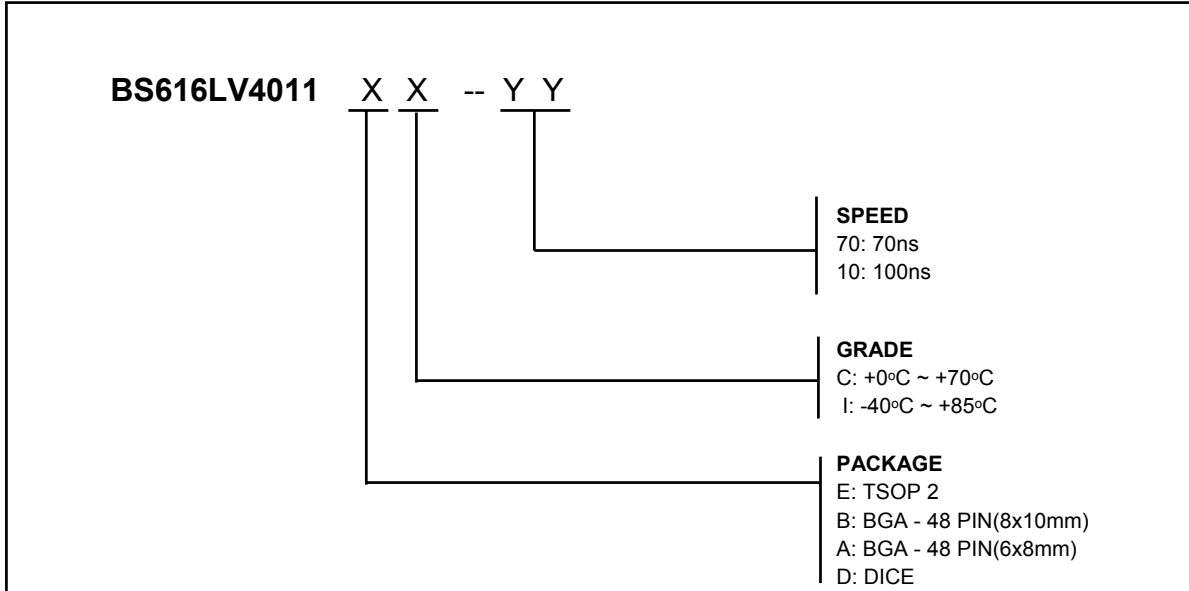 BS616LV4011 X X -- Y Y
SPEED
70: 70ns
10: 100ns
GRADE
C: +0ºC ~ +70ºC
I: -40ºC ~ +85ºC
PACKAGE
E: TSOP 2
B: BGA - 48 PIN(8x10mm)
A: BGA - 48 PIN(6x8mm)
D: DICE